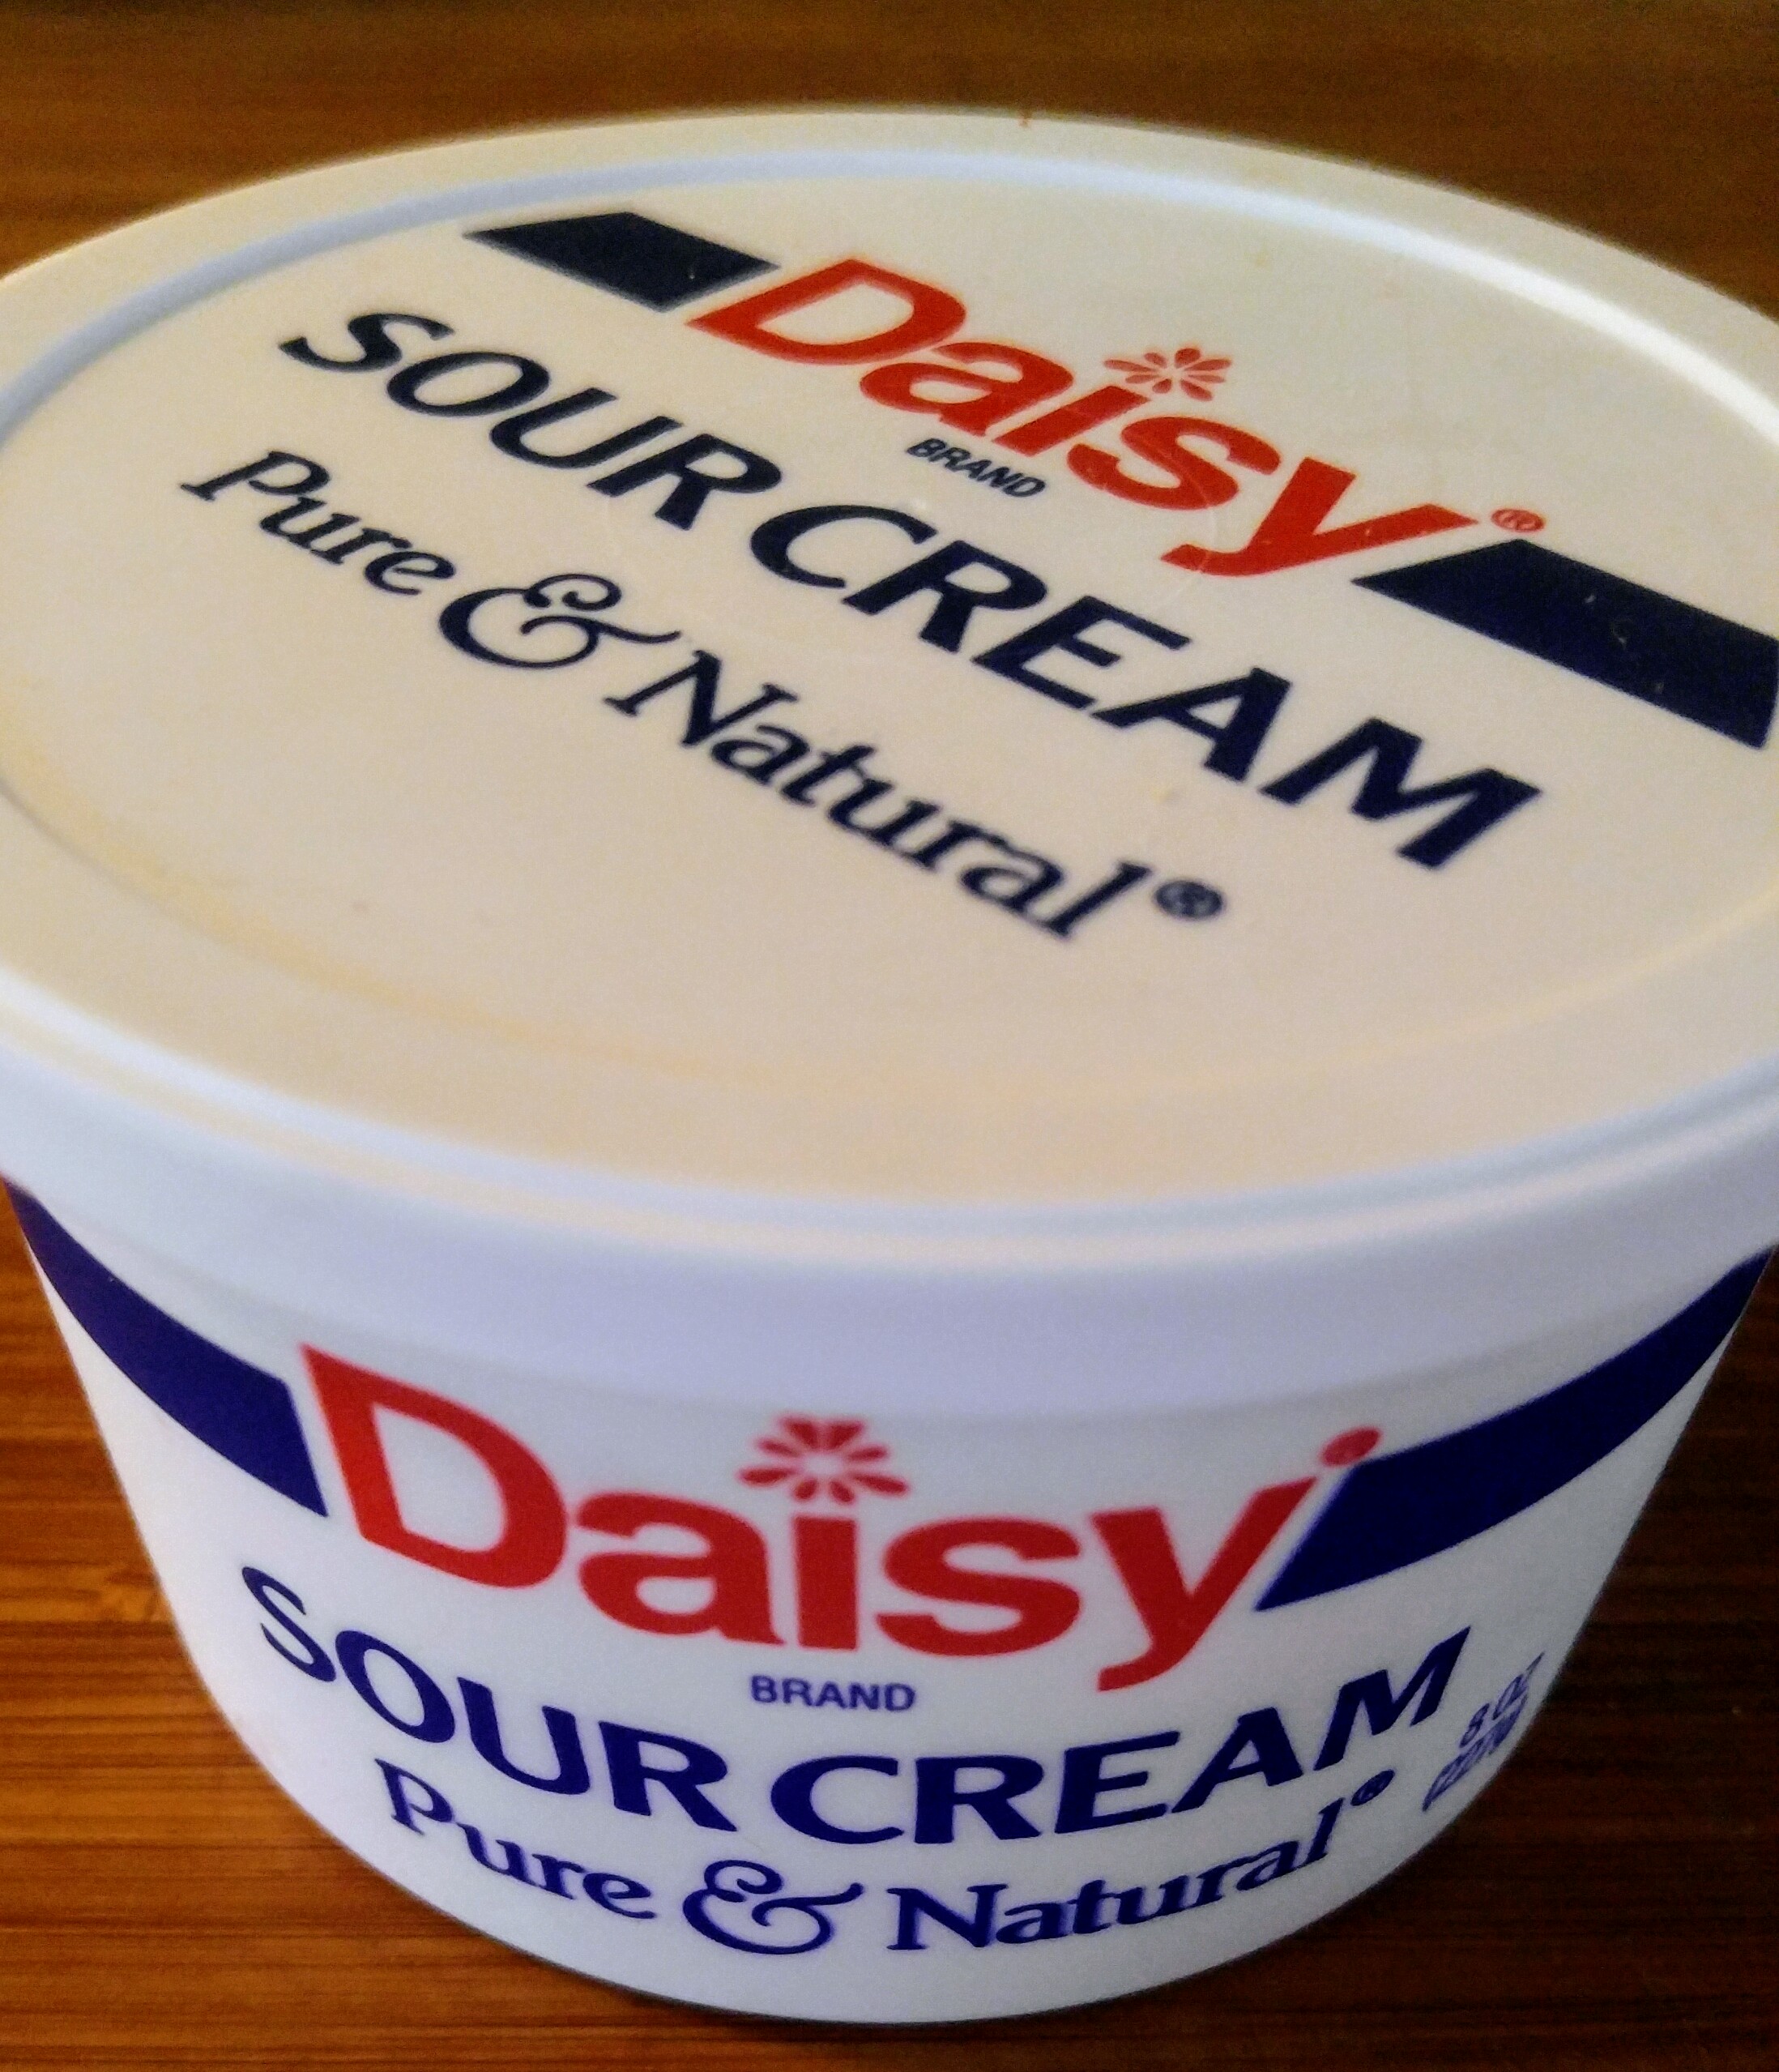 Daisy®
BRAND
SOUR CREAM
Pure & Natural®
Daisy
BRAND
SOUR CREAM
Pure & Natural®
8 OZ